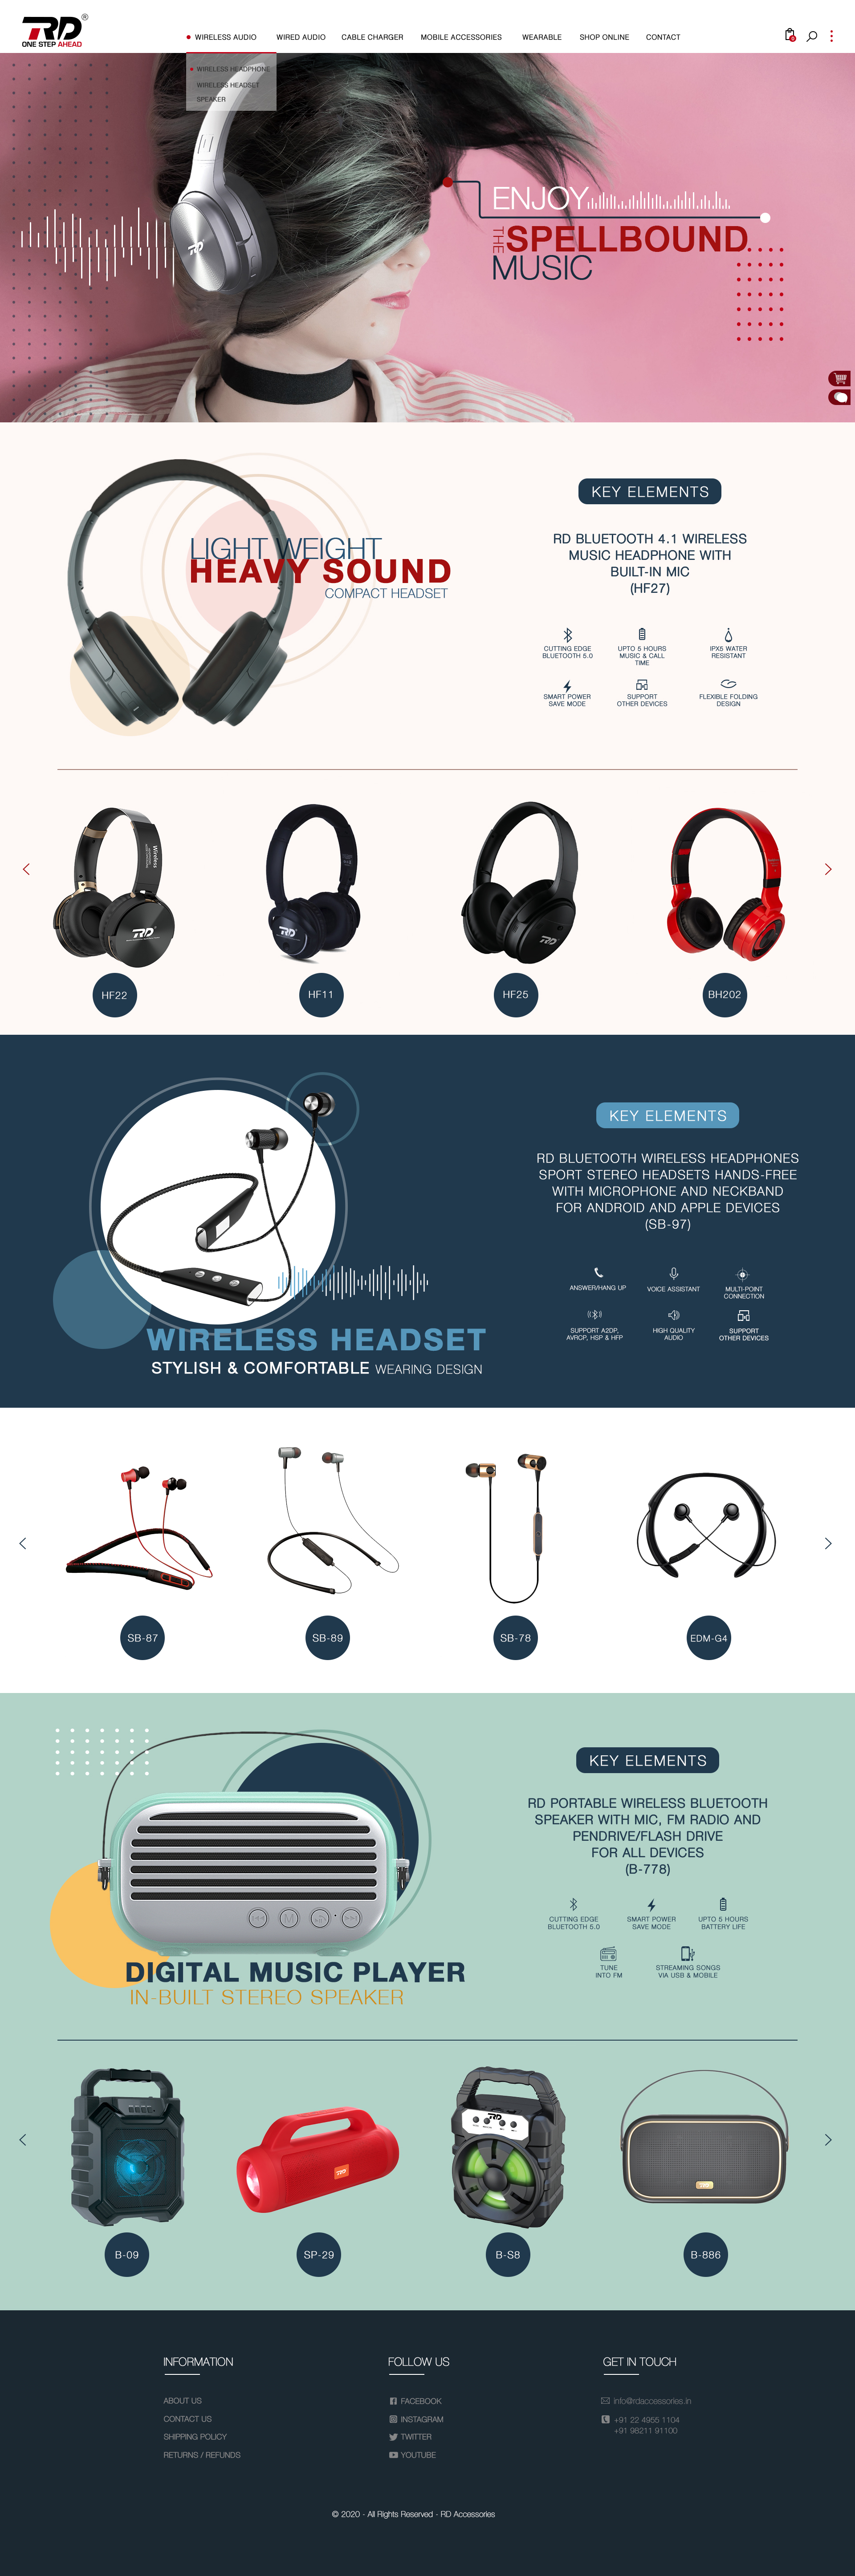 RD®
ONE STEP AHEAD
WIRELESS AUDIO
WIRED AUDIO
CABLE CHARGER
MOBILE ACCESSORIES
WEARABLE
SHOP ONLINE
CONTACT
WIRELESS HEADPHONE
WIRELESS HEADSET
SPEAKER
RD
ENJOY
THE SPELLBOUND
MUSIC
LIGHT WEIGHT
HEAVY SOUND
COMPACT HEADSET
KEY ELEMENTS
RD BLUETOOTH 4.1 WIRELESS
MUSIC HEADPHONE WITH
BUILT-IN MIC
(HF27)
CUTTING EDGE
BLUETOOTH 5.0
UPTO 5 HOURS
MUSIC & CALL
TIME
IPX5 WATER
RESISTANT
SMART POWER
SAVE MODE
SUPPORT
OTHER DEVICES
FLEXIBLE FOLDING
DESIGN
Wireless
RD
RD
RD
HF22
HF11
HF25
BH202
KEY ELEMENTS
RD BLUETOOTH WIRELESS HEADPHONES
SPORT STEREO HEADSETS HANDS-FREE
WITH MICROPHONE AND NECKBAND
FOR ANDROID AND APPLE DEVICES
(SB-97)
ANSWER/HANG UP
VOICE ASSISTANT
MULTI-POINT
CONNECTION
SUPPORT A2DP,
AVRCP, HSP & HFP
HIGH QUALITY
AUDIO
SUPPORT
OTHER DEVICES
WIRELESS HEADSET
STYLISH & COMFORTABLE WEARING DESIGN
SB-87
SB-89
SB-78
EDM-G4
KEY ELEMENTS
RD PORTABLE WIRELESS BLUETOOTH
SPEAKER WITH MIC, FM RADIO AND
PENDRIVE/FLASH DRIVE
FOR ALL DEVICES
(B-778)
CUTTING EDGE
BLUETOOTH 5.0
SMART POWER
SAVE MODE
UPTO 5 HOURS
BATTERY LIFE
TUNE
INTO FM
STREAMING SONGS
VIA USB & MOBILE
M
DIGITAL MUSIC PLAYER
IN-BUILT STEREO SPEAKER
RD
RD
B-09
SP-29
B-S8
B-886
INFORMATION
ABOUT US
CONTACT US
SHIPPING POLICY
RETURNS / REFUNDS
FOLLOW US
FACEBOOK
INSTAGRAM
TWITTER
YOUTUBE
GET IN TOUCH
info@rdaccessories.in
+91 22 4955 1104
+91 98211 91100
© 2020 - All Rights Reserved - RD Accessories